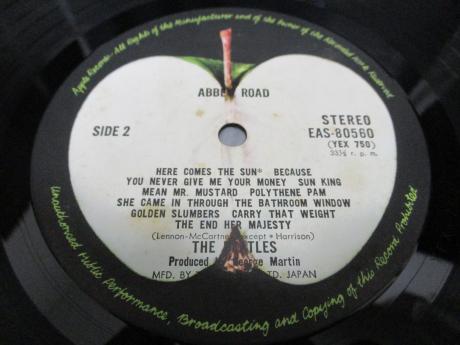 Apple Records · All Rights of the Manufacturer and of the Owner of the Recorded Work Reserved
ABBEY ROAD
SIDE 2
STEREO
EAS-80560
(YEX 750)
33⅓ r. p. m.
HERE COMES THE SUN* BECAUSE
YOU NEVER GIVE ME YOUR MONEY SUN KING
MEAN MR. MUSTARD POLYTHENE PAM
SHE CAME IN THROUGH THE BATHROOM WINDOW
GOLDEN SLUMBERS CARRY THAT WEIGHT
THE END HER MAJESTY
(Lennon-McCartney except * Harrison)
THE BEATLES
Produced by George Martin
MFD. BY LTD. JAPAN
Unauthorized Public Performance, Broadcasting and Copying of this Record Prohibited